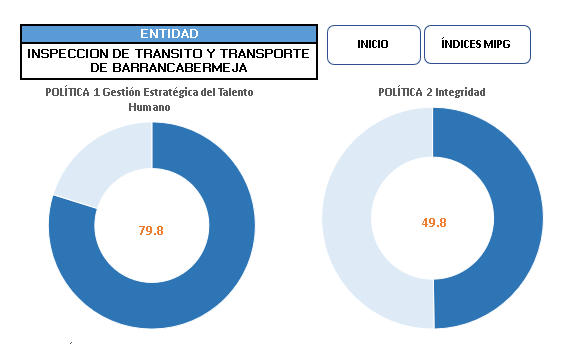 ENTIDAD
INSPECCION DE TRANSITO Y TRANSPORTE
DE BARRANCABERMEJA
INICIO
ÍNDICES MIPG
POLÍTICA 1 Gestión Estratégica del Talento
Humano
79.8
POLÍTICA 2 Integridad
49.8